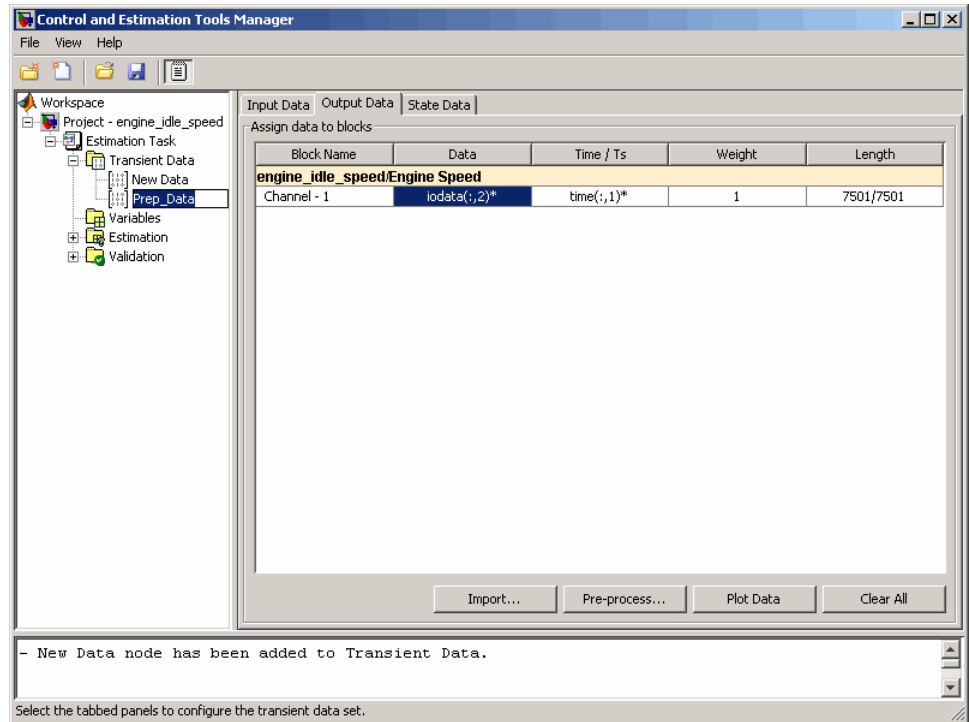 Control and Estimation Tools Manager
File View Help
Workspace
Project - engine_idle_speed
Estimation Task
Transient Data
New Data
Prep_Data
Variables
Estimation
Validation
Input Data Output Data State Data
Assign data to blocks
Block Name Data Time / Ts Weight Length
engine_idle_speed/Engine Speed
Channel - 1 iodata(:,2)* time(:,1)* 1 7501/7501
Import... Pre-process... Plot Data Clear All
- New Data node has been added to Transient Data.
Select the tabbed panels to configure the transient data set.